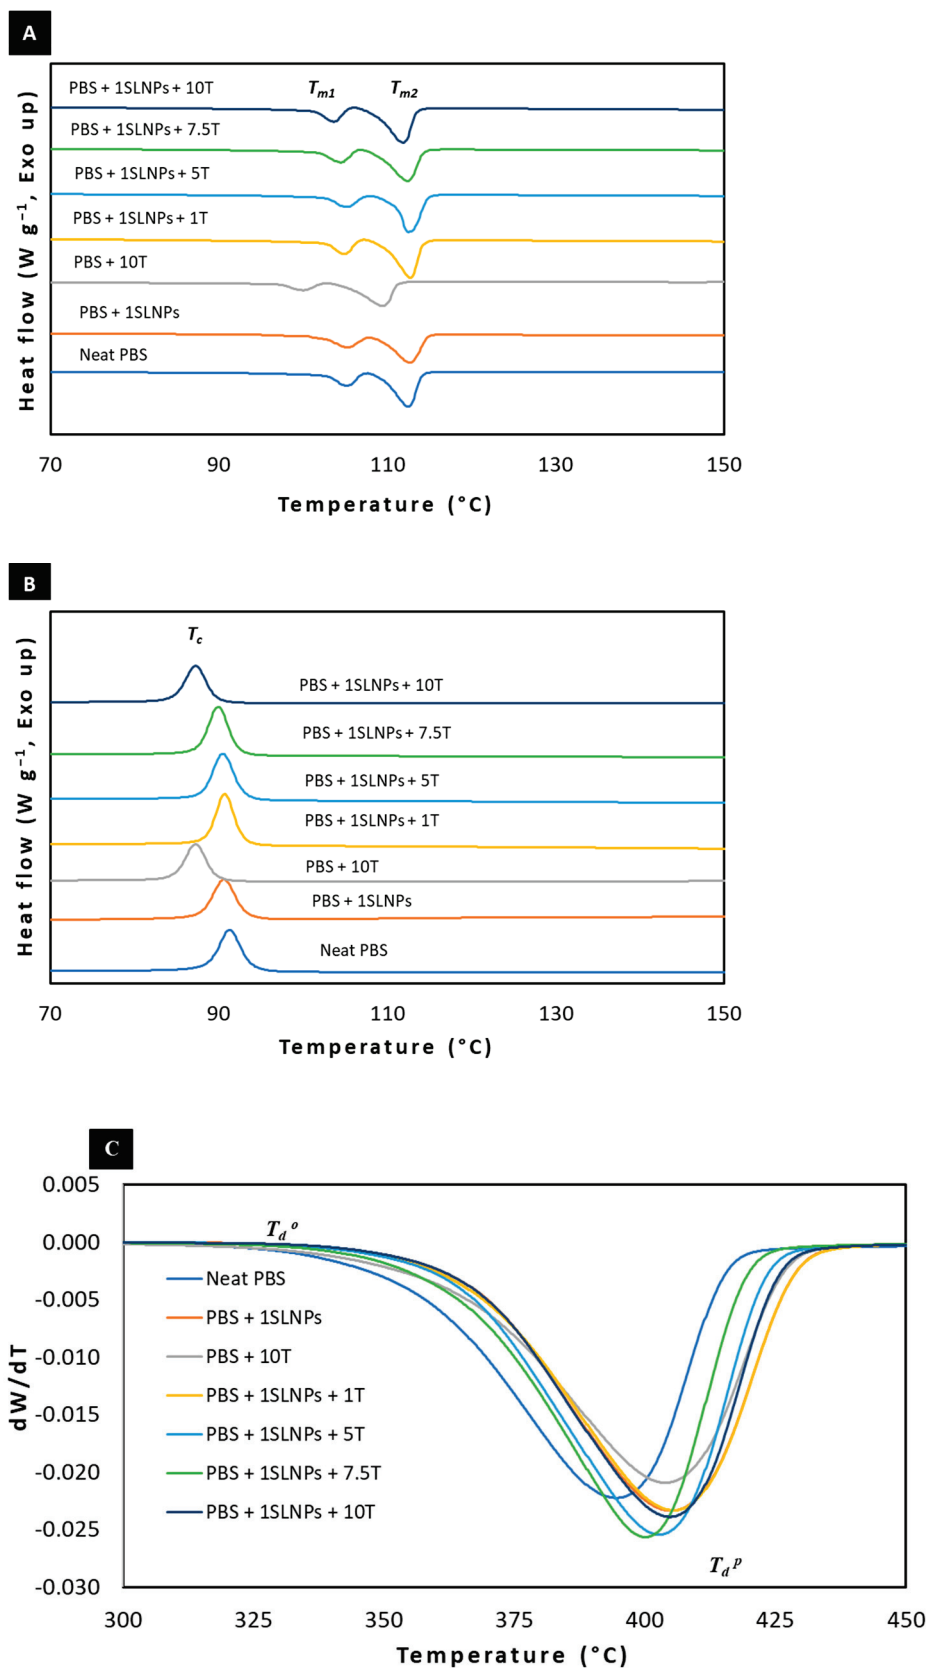 A
PBS + 1SLNPs + 10T
T_m1 T_m2
PBS + 1SLNPs + 7.5T
PBS + 1SLNPs + 5T
PBS + 1SLNPs + 1T
PBS + 10T
PBS + 1SLNPs
Neat PBS
Heat flow (W g⁻¹, Exo up)
70 90 110 130 150
Temperature (°C)
B
T_c
PBS + 1SLNPs + 10T
PBS + 1SLNPs + 7.5T
PBS + 1SLNPs + 5T
PBS + 1SLNPs + 1T
PBS + 10T
PBS + 1SLNPs
Neat PBS
Heat flow (W g⁻¹, Exo up)
70 90 110 130 150
Temperature (°C)
C
0.005
0.000
-0.005
-0.010
-0.015
-0.020
-0.025
-0.030
dW/dT
T_d^o
Neat PBS
PBS + 1SLNPs
PBS + 10T
PBS + 1SLNPs + 1T
PBS + 1SLNPs + 5T
PBS + 1SLNPs + 7.5T
PBS + 1SLNPs + 10T
T_d^p
300 325 350 375 400 425 450
Temperature (°C)